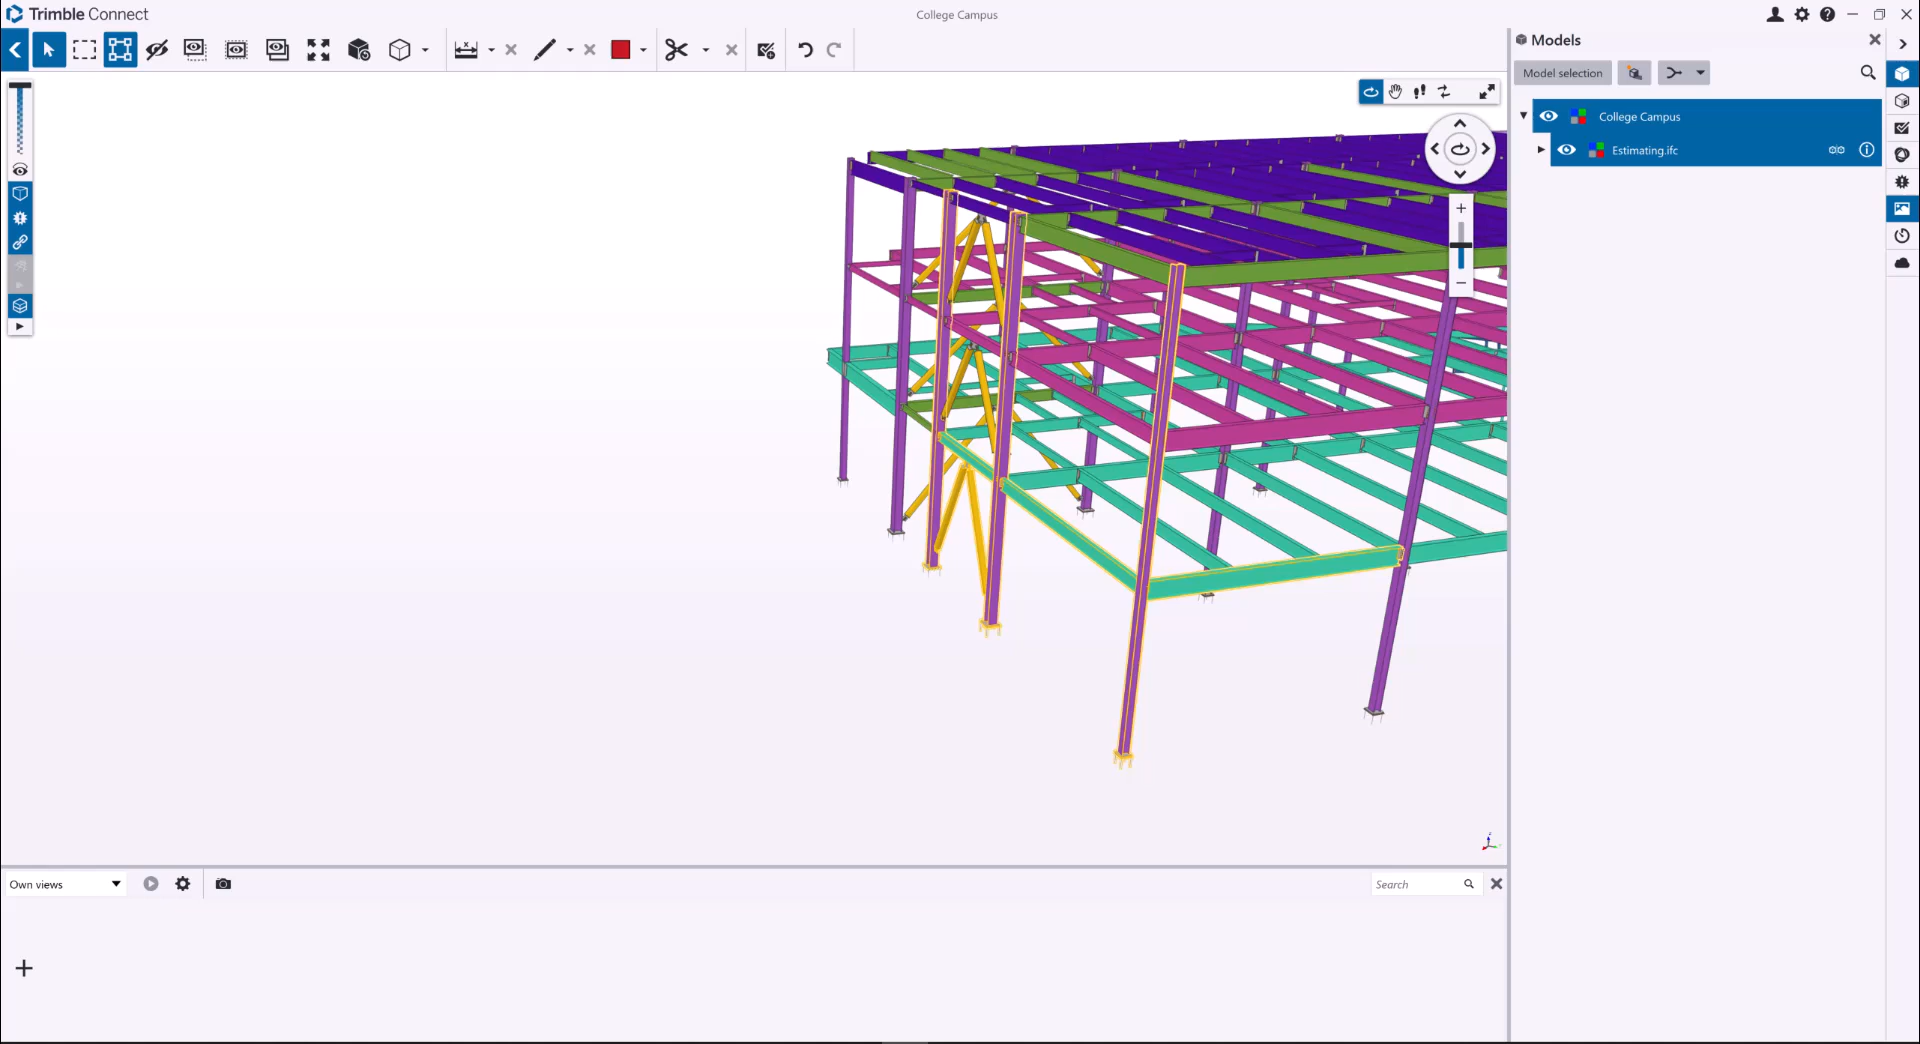 Trimble Connect
College Campus
Models
Model selection
College Campus
Estimating.ifc
Own views
Search